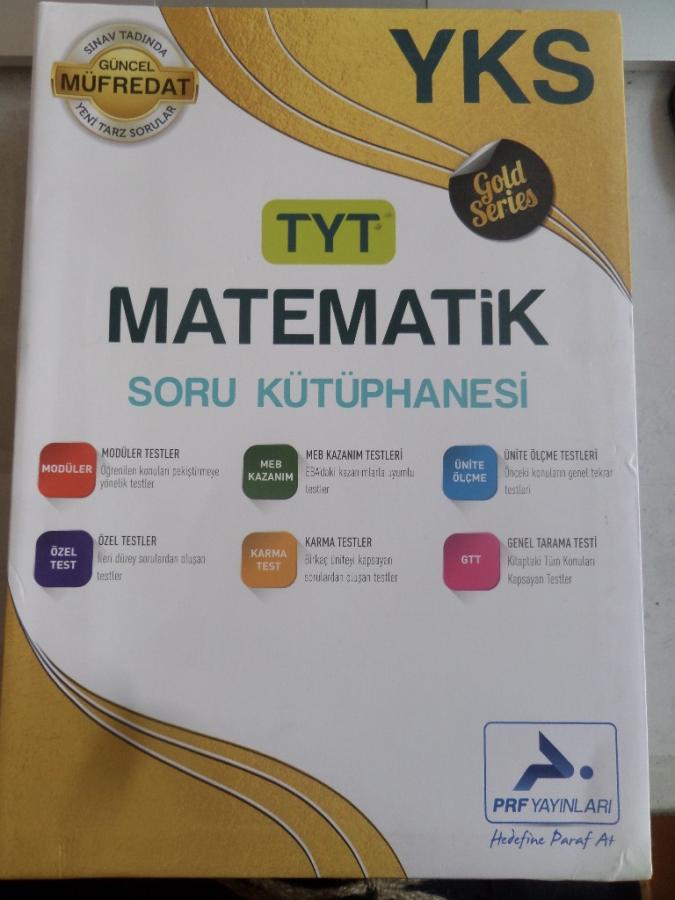 SINAV TADINDA
GÜNCEL
MÜFREDAT
YENİ TARZ SORULAR
YKS
Gold
Series
TYT
MATEMATİK
SORU KÜTÜPHANESİ
MODÜLER
MODÜLER TESTLER
Öğrenilen konuları pekiştirmeye
yönelik testler
MEB
KAZANIM
MEB KAZANIM TESTLERİ
EBA'daki kazanımlarla uyumlu
testler
ÜNİTE
ÖLÇME
ÜNİTE ÖLÇME TESTLERİ
Önceki konuların genel tekrar
testleri
ÖZEL
TEST
ÖZEL TESTLER
İleri düzey sorulardan oluşan
testler
KARMA
TEST
KARMA TESTLER
Birkaç üniteyi kapsayan
sorulardan oluşan testler
GTT
GENEL TARAMA TESTİ
Kitaptaki Tüm Konuları
Kapsayan Testler
PRF YAYINLARI
Hedefine Paraf At